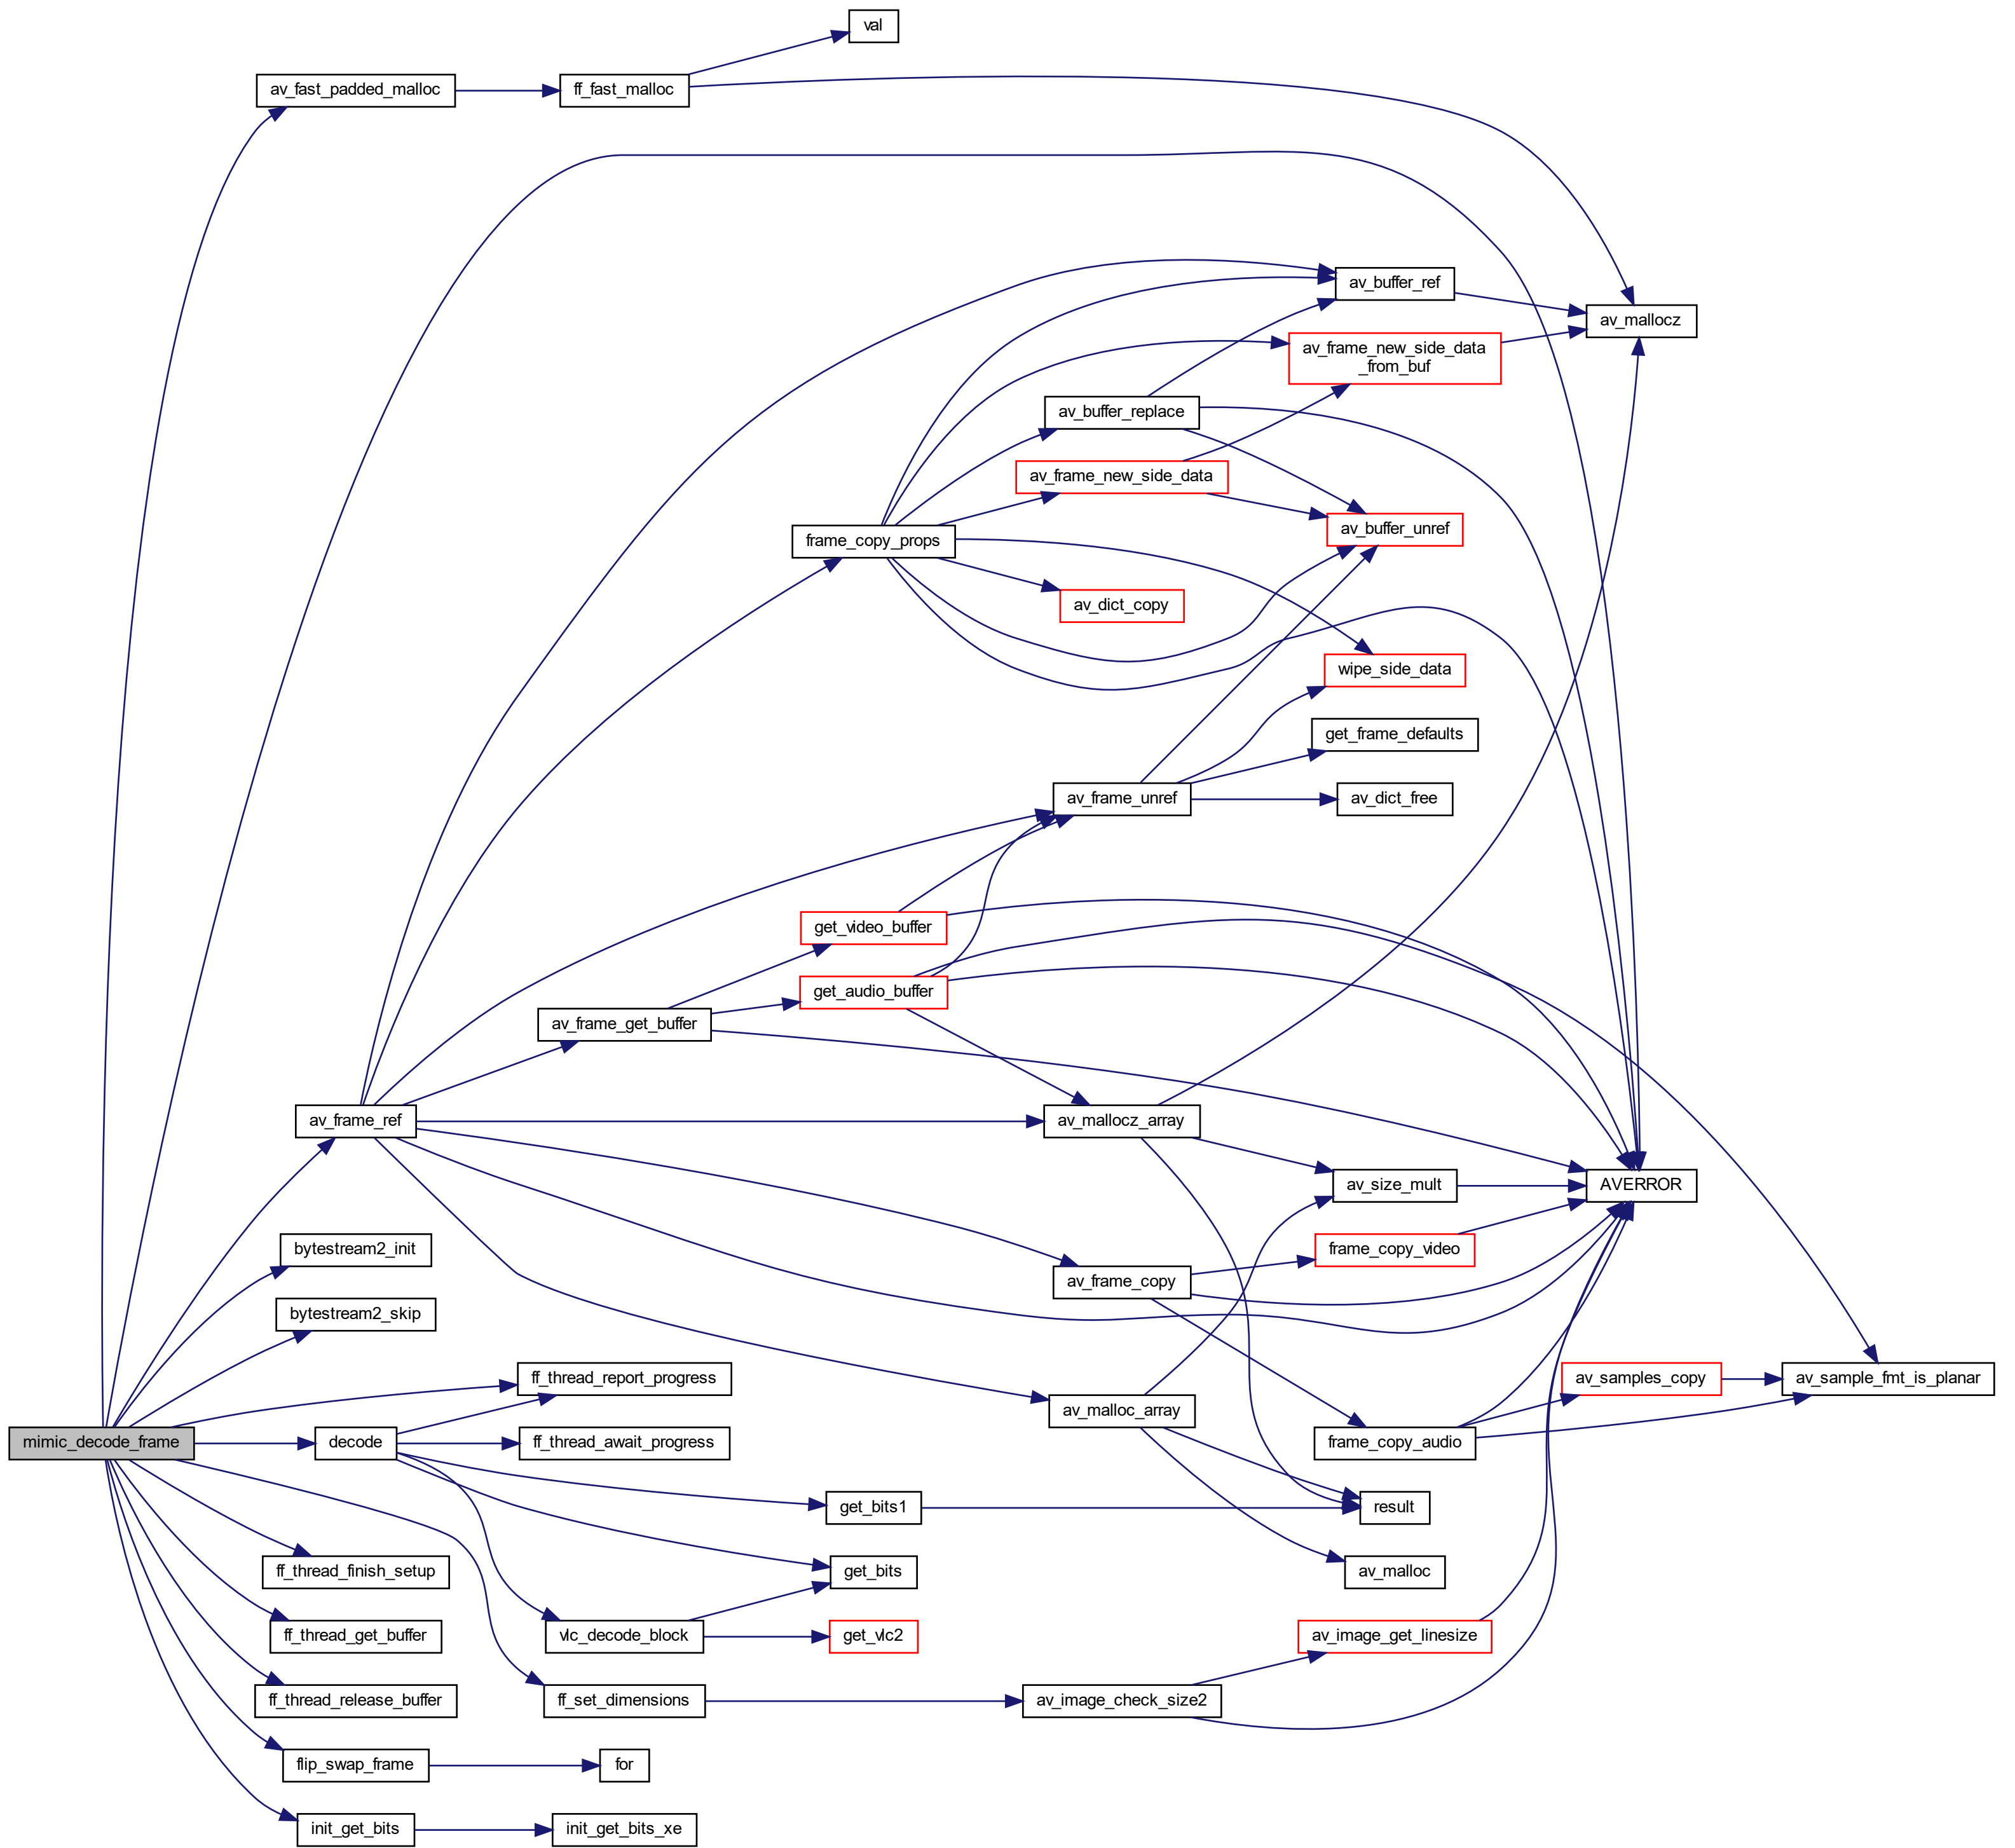 val
av_fast_padded_malloc
ff_fast_malloc
av_buffer_ref
av_mallocz
av_frame_new_side_data
_from_buf
av_buffer_replace
av_frame_new_side_data
av_buffer_unref
frame_copy_props
av_dict_copy
wipe_side_data
get_frame_defaults
av_frame_unref
av_dict_free
get_video_buffer
get_audio_buffer
av_frame_get_buffer
av_frame_ref
av_mallocz_array
av_size_mult
AVERROR
bytestream2_init
frame_copy_video
av_frame_copy
bytestream2_skip
ff_thread_report_progress
av_samples_copy
av_sample_fmt_is_planar
av_malloc_array
mimic_decode_frame
decode
ff_thread_await_progress
frame_copy_audio
get_bits1
result
ff_thread_finish_setup
get_bits
av_malloc
ff_thread_get_buffer
vlc_decode_block
get_vlc2
av_image_get_linesize
ff_thread_release_buffer
ff_set_dimensions
av_image_check_size2
flip_swap_frame
for
init_get_bits
init_get_bits_xe